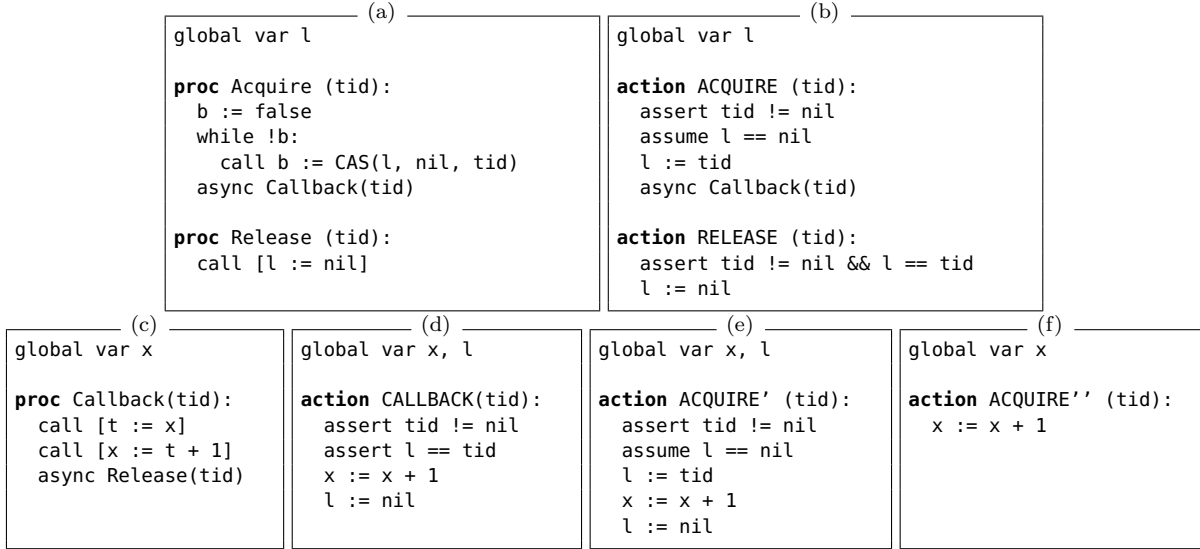 (a)
global var l
proc Acquire (tid):
b := false
while !b:
call b := CAS(l, nil, tid)
async Callback(tid)
proc Release (tid):
call [l := nil]
(b)
global var l
action ACQUIRE (tid):
assert tid != nil
assume l == nil
l := tid
async Callback(tid)
action RELEASE (tid):
assert tid != nil && l == tid
l := nil
(c)
global var x
proc Callback(tid):
call [t := x]
call [x := t + 1]
async Release(tid)
(d)
global var x, l
action CALLBACK(tid):
assert tid != nil
assert l == tid
x := x + 1
l := nil
(e)
global var x, l
action ACQUIRE' (tid):
assert tid != nil
assume l == nil
l := tid
x := x + 1
l := nil
(f)
global var x
action ACQUIRE'' (tid):
x := x + 1